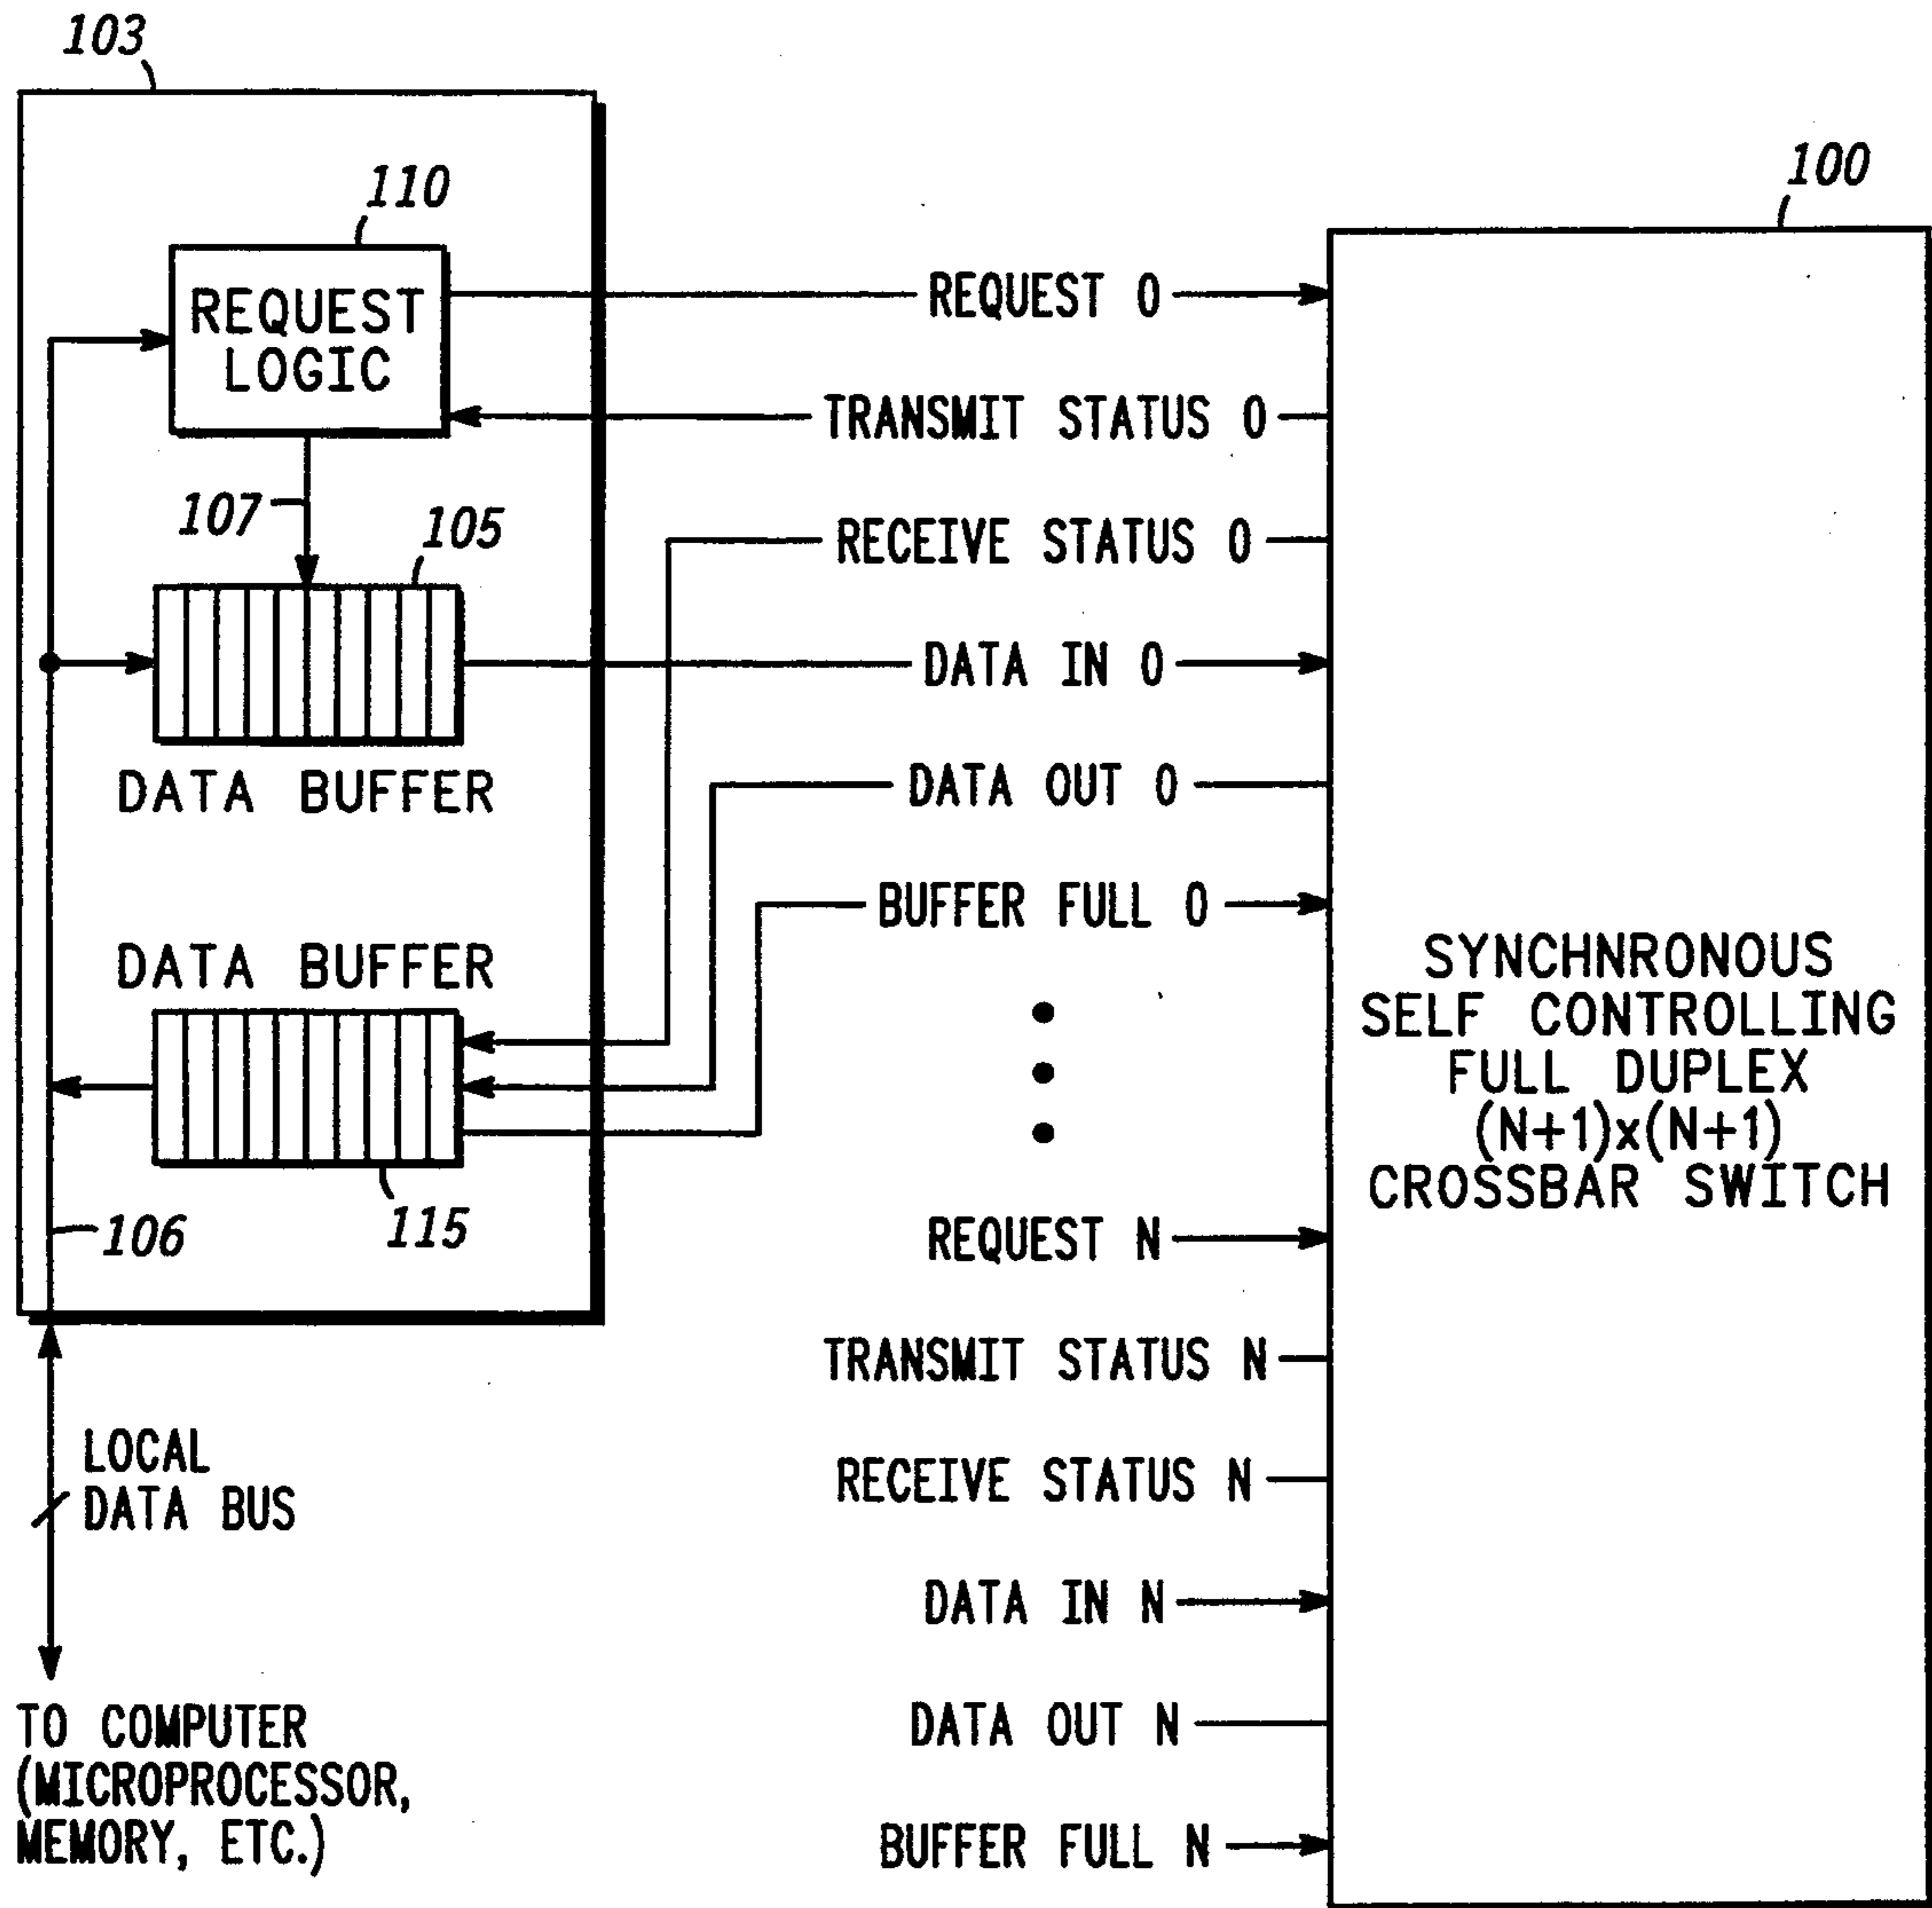 103
100
110
REQUEST
LOGIC
REQUEST 0
TRANSMIT STATUS 0
107
105
RECEIVE STATUS 0
DATA IN 0
DATA BUFFER
DATA OUT 0
BUFFER FULL 0
DATA BUFFER
SYNCHNRONOUS
SELF CONTROLLING
FULL DUPLEX
(N+1)x(N+1)
CROSSBAR SWITCH
106
115
REQUEST N
TRANSMIT STATUS N
LOCAL
DATA BUS
RECEIVE STATUS N
DATA IN N
TO COMPUTER
(MICROPROCESSOR,
MEMORY, ETC.)
DATA OUT N
BUFFER FULL N